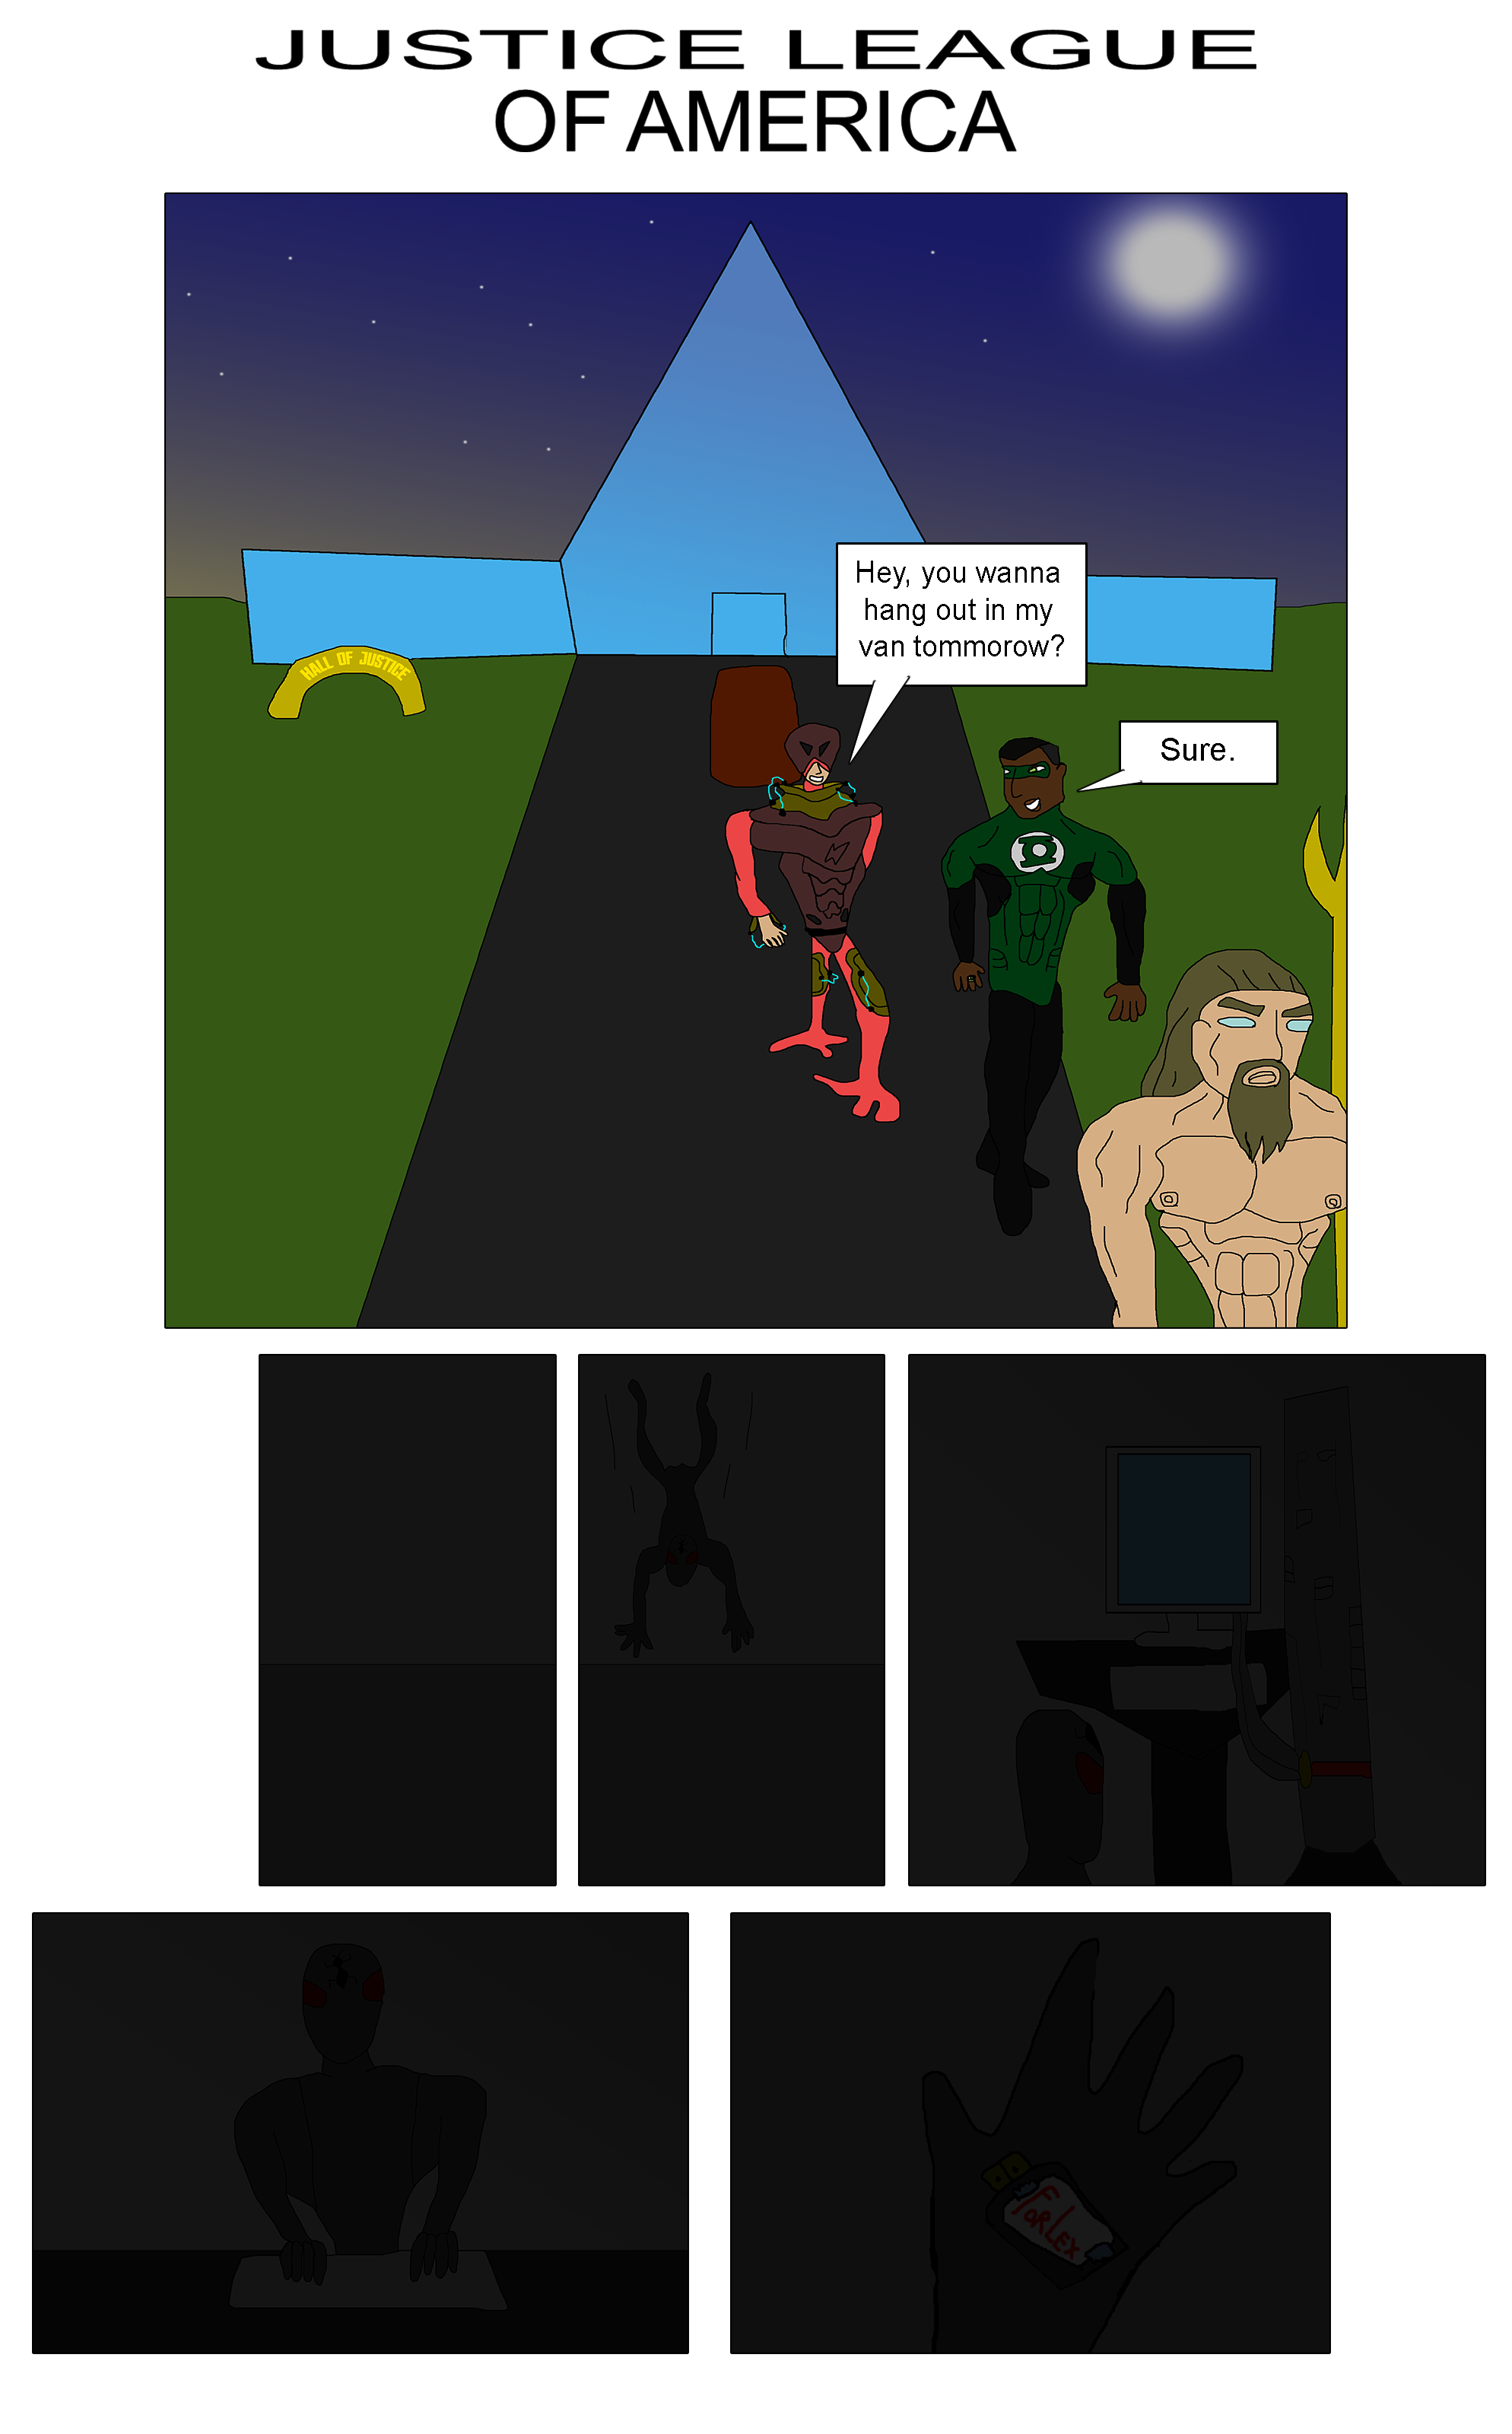 JUSTICE LEAGUE
OF AMERICA
Hey, you wanna
hang out in my
van tommorow?
HALL OF JUSTICE
Sure.
For
Lex